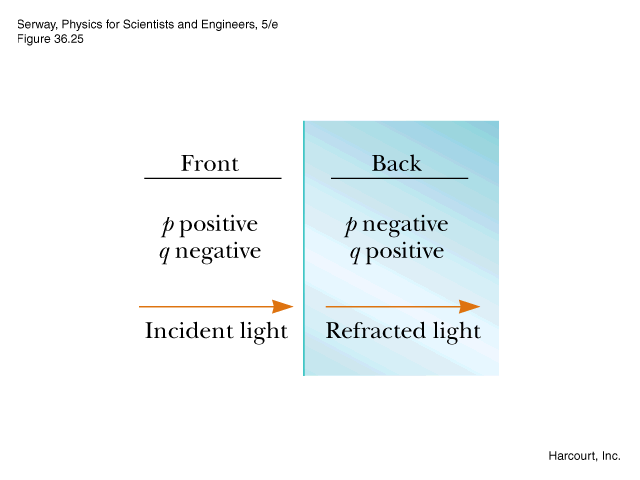 Serway, Physics for Scientists and Engineers, 5/e
Figure 36.25
Front
p positive
q negative
Incident light
Back
p negative
q positive
Refracted light
Harcourt, Inc.